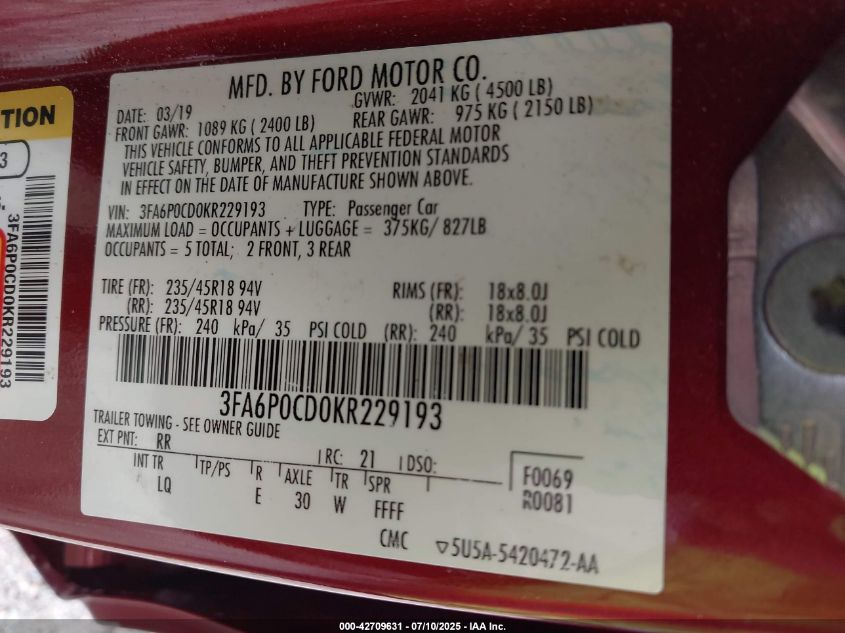 TION
3
3FA6P0CD0KR229193
MFD. BY FORD MOTOR CO.
DATE: 03/19 GVWR: 2041 KG ( 4500 LB)
FRONT GAWR: 1089 KG ( 2400 LB) REAR GAWR: 975 KG ( 2150 LB)
THIS VEHICLE CONFORMS TO ALL APPLICABLE FEDERAL MOTOR
VEHICLE SAFETY, BUMPER, AND THEFT PREVENTION STANDARDS
IN EFFECT ON THE DATE OF MANUFACTURE SHOWN ABOVE.
VIN: 3FA6P0CD0KR229193 TYPE: Passenger Car
MAXIMUM LOAD = OCCUPANTS + LUGGAGE = 375KG/ 827LB
OCCUPANTS = 5 TOTAL; 2 FRONT, 3 REAR
TIRE (FR): 235/45R18 94V RIMS (FR): 18x8.0J
(RR): 235/45R18 94V (RR): 18x8.0J
PRESSURE (FR): 240 kPa/ 35 PSI COLD (RR): 240 kPa/ 35 PSI COLD
3FA6P0CD0KR229193
TRAILER TOWING - SEE OWNER GUIDE
EXT PNT: RR RC: 21 DSO: F0069
INT TR TP/PS R AXLE TR SPR R0081
LQ E 30 W FFFF
CMC ▽5U5A-5420472-AA
000-42709631 - 07/10/2025 - IAA Inc.